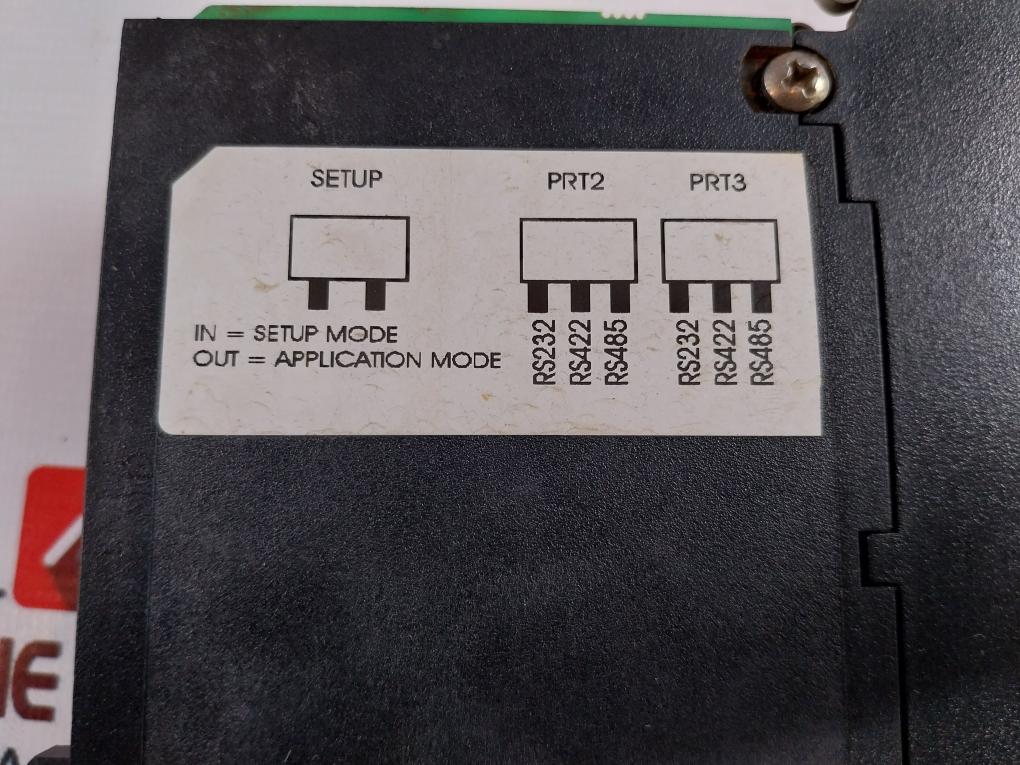 SETUP
PRT2
PRT3
IN = SETUP MODE
OUT = APPLICATION MODE
RS232
RS422
RS485
RS232
RS422
RS485